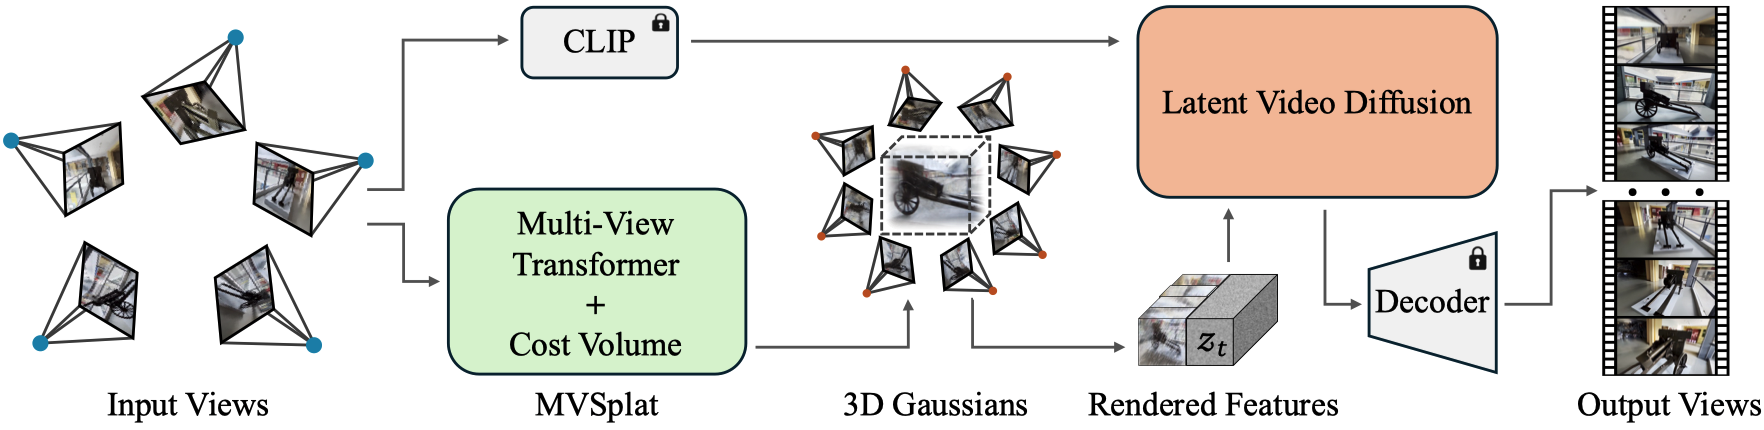 CLIP
Latent Video Diffusion
Multi-View
Transformer
+
Cost Volume
z_t
Decoder
Input Views
MVSplat
3D Gaussians
Rendered Features
Output Views